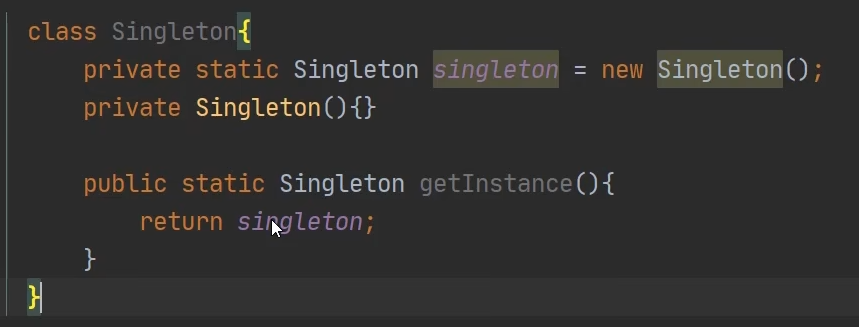 class Singleton{
    private static Singleton singleton = new Singleton();
    private Singleton(){}

    public static Singleton getInstance(){
        return singleton;
    }
}